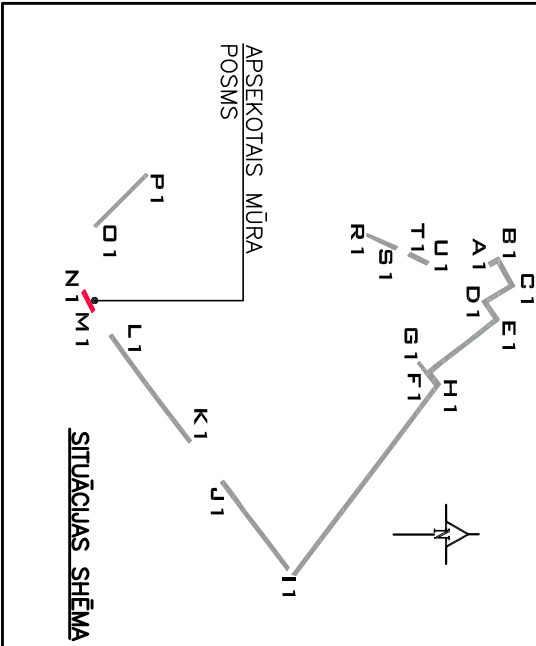 SITUĀCIJAS SHĒMA
APSEKOTAIS MŪRA
POSMS
N
A1
B1
C1
D1
E1
F1
G1
H1
I1
J1
K1
L1
M1
N1
O1
P1
R1
S1
T1
U1